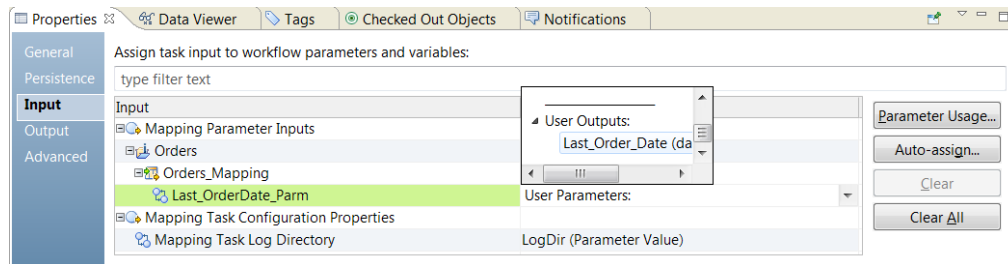 Properties Data Viewer Tags Checked Out Objects Notifications
General
Persistence
Input
Output
Advanced
Assign task input to workflow parameters and variables:
type filter text
Input
Mapping Parameter Inputs
Orders
Orders_Mapping
Last_OrderDate_Parm User Parameters:
Mapping Task Configuration Properties
Mapping Task Log Directory LogDir (Parameter Value)
User Outputs:
Last_Order_Date (da
Parameter Usage...
Auto-assign...
Clear
Clear All